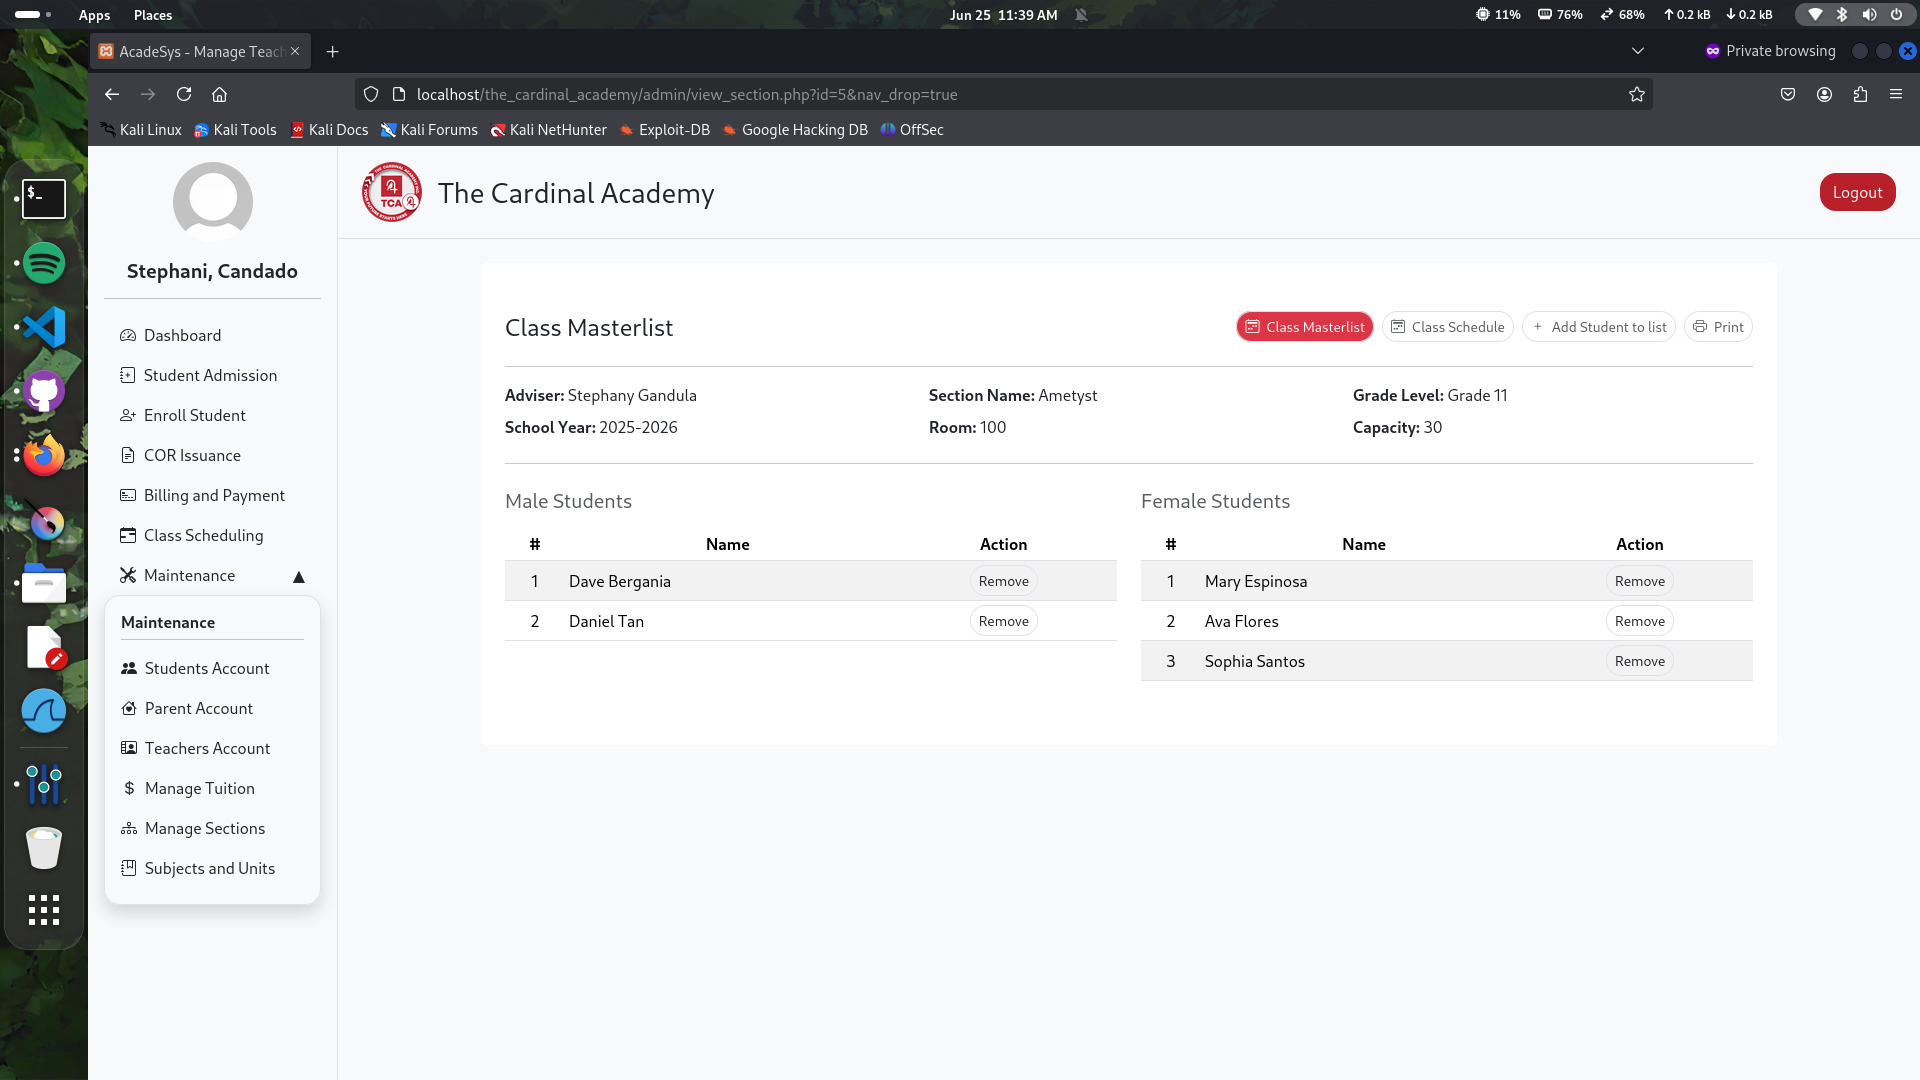 Apps Places Jun 25 11:39 AM 11% 76% 68% 0.2 kB 0.2 kB
AcadeSys - Manage Teach Private browsing
localhost/the_cardinal_academy/admin/view_section.php?id=5&nav_drop=true
Kali Linux Kali Tools Kali Docs Kali Forums Kali NetHunter Exploit-DB Google Hacking DB OffSec
TCA
The Cardinal Academy
Logout
Stephani, Candado
Dashboard
Student Admission
Enroll Student
COR Issuance
Billing and Payment
Class Scheduling
Maintenance ▲
Maintenance
Students Account
Parent Account
Teachers Account
$ Manage Tuition
Manage Sections
Subjects and Units
Class Masterlist
Class Masterlist Class Schedule + Add Student to list Print
Adviser: Stephany Gandula Section Name: Ametyst Grade Level: Grade 11
School Year: 2025-2026 Room: 100 Capacity: 30
Male Students
# Name Action
1 Dave Bergania Remove
2 Daniel Tan Remove
Female Students
# Name Action
1 Mary Espinosa Remove
2 Ava Flores Remove
3 Sophia Santos Remove